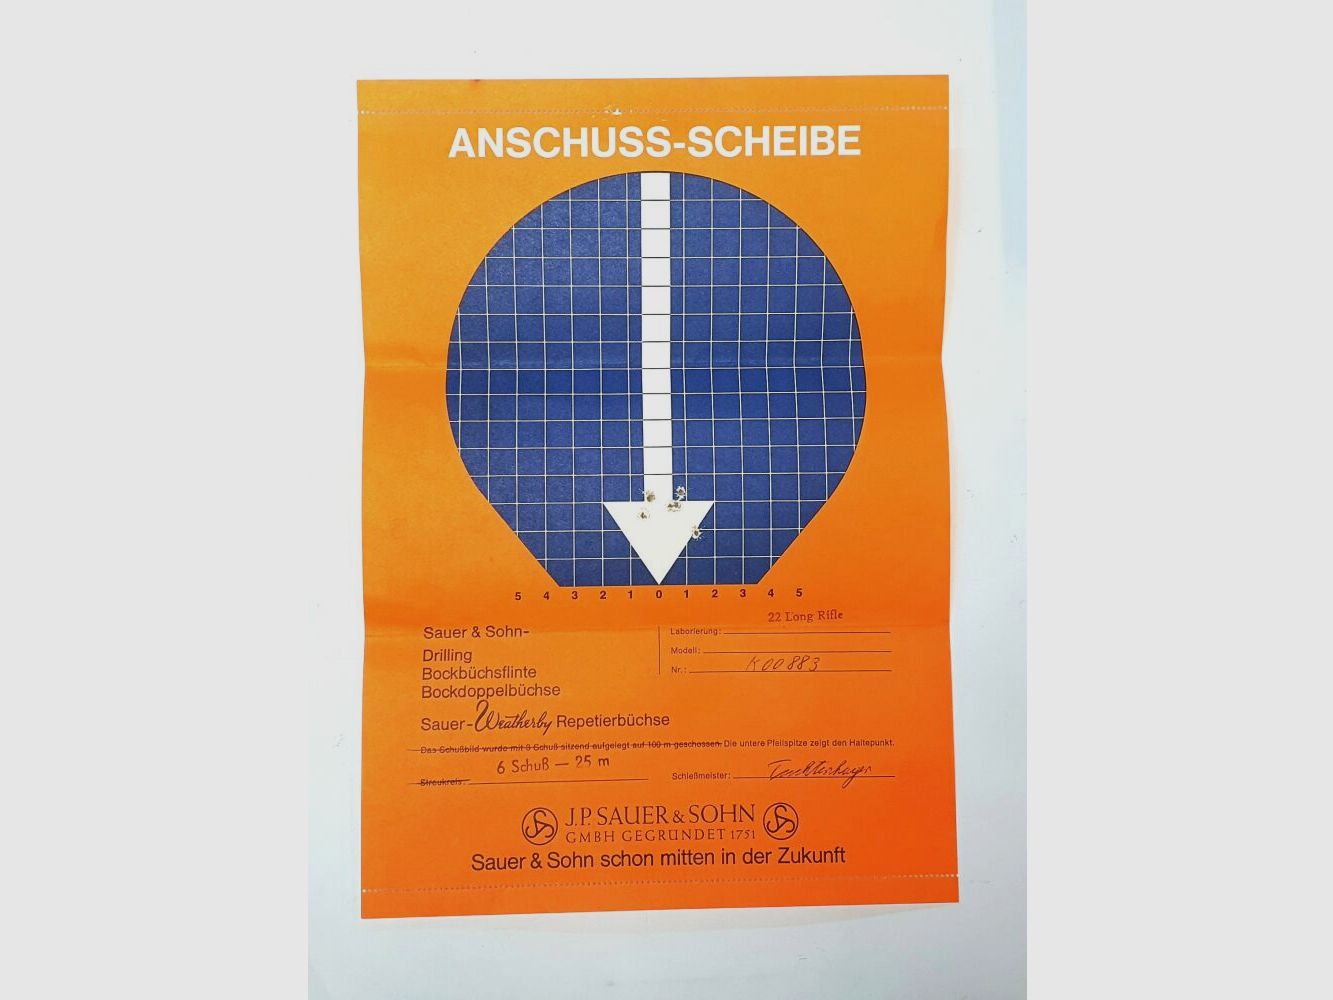 ANSCHUSS-SCHEIBE
5 4 3 2 1 0 1 2 3 4 5
22 Long Rifle
Sauer & Sohn-
Drilling
Bockbüchsflinte
Bockdoppelbüchse
Laborierung:
Modell:
Nr.: K00883
Sauer-Weatherby Repetierbüchse
Das Schußbild wurde mit 3 Schuß sitzend aufgelegt auf 100 m geschossen. Die untere Pfeilspitze zeigt den Haltepunkt.
6 Schuß — 25 m
Streukreis:
Schießmeister:
J.P. SAUER & SOHN
GMBH GEGRÜNDET 1751
Sauer & Sohn schon mitten in der Zukunft